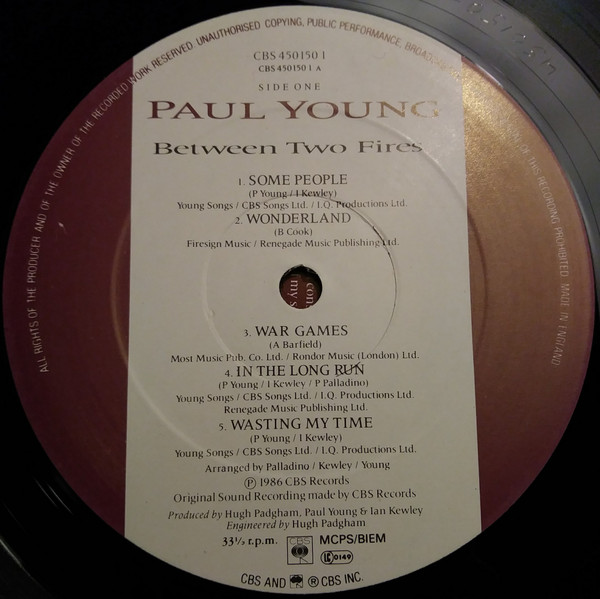 ALL RIGHTS OF THE PRODUCER AND OF THE OWNER OF THE RECORDED WORK RESERVED. UNAUTHORISED COPYING, PUBLIC PERFORMANCE, BROADCASTING OF THIS RECORDING PROHIBITED. MADE IN ENGLAND
CBS 450150 1
CBS 450150 1 A
SIDE ONE
PAUL YOUNG
Between Two Fires
1. SOME PEOPLE
(P Young / I Kewley)
Young Songs / CBS Songs Ltd. / I.Q. Productions Ltd.
2. WONDERLAND
(B Cook)
Firesign Music / Renegade Music Publishing Ltd.
con
my s
3. WAR GAMES
(A Barfield)
Most Music Pub. Co. Ltd. / Rondor Music (London) Ltd.
4. IN THE LONG RUN
(P Young / I Kewley / P Palladino)
Young Songs / CBS Songs Ltd. / I.Q. Productions Ltd.
Renegade Music Publishing Ltd.
5. WASTING MY TIME
(P Young / I Kewley)
Young Songs / CBS Songs Ltd. / I.Q. Productions Ltd.
Arranged by Palladino / Kewley / Young
Ⓟ 1986 CBS Records
Original Sound Recording made by CBS Records
Produced by Hugh Padgham, Paul Young & Ian Kewley
Engineered by Hugh Padgham
33⅓ r.p.m. CBS MCPS/BIEM
LC 0149
CBS AND ® CBS INC.